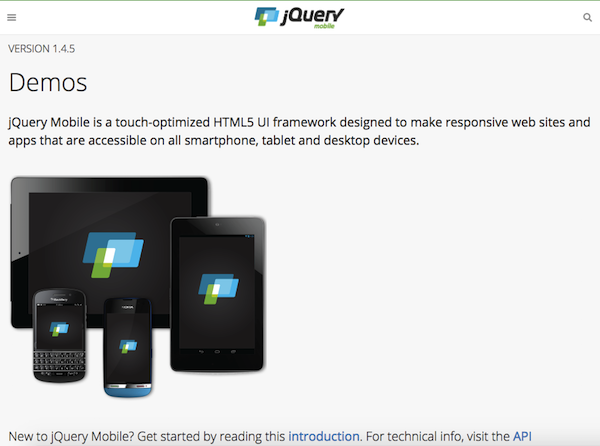 jQuery
mobile
VERSION 1.4.5
Demos
jQuery Mobile is a touch-optimized HTML5 UI framework designed to make responsive web sites and
apps that are accessible on all smartphone, tablet and desktop devices.
BlackBerry
NOKIA
New to jQuery Mobile? Get started by reading this introduction. For technical info, visit the API